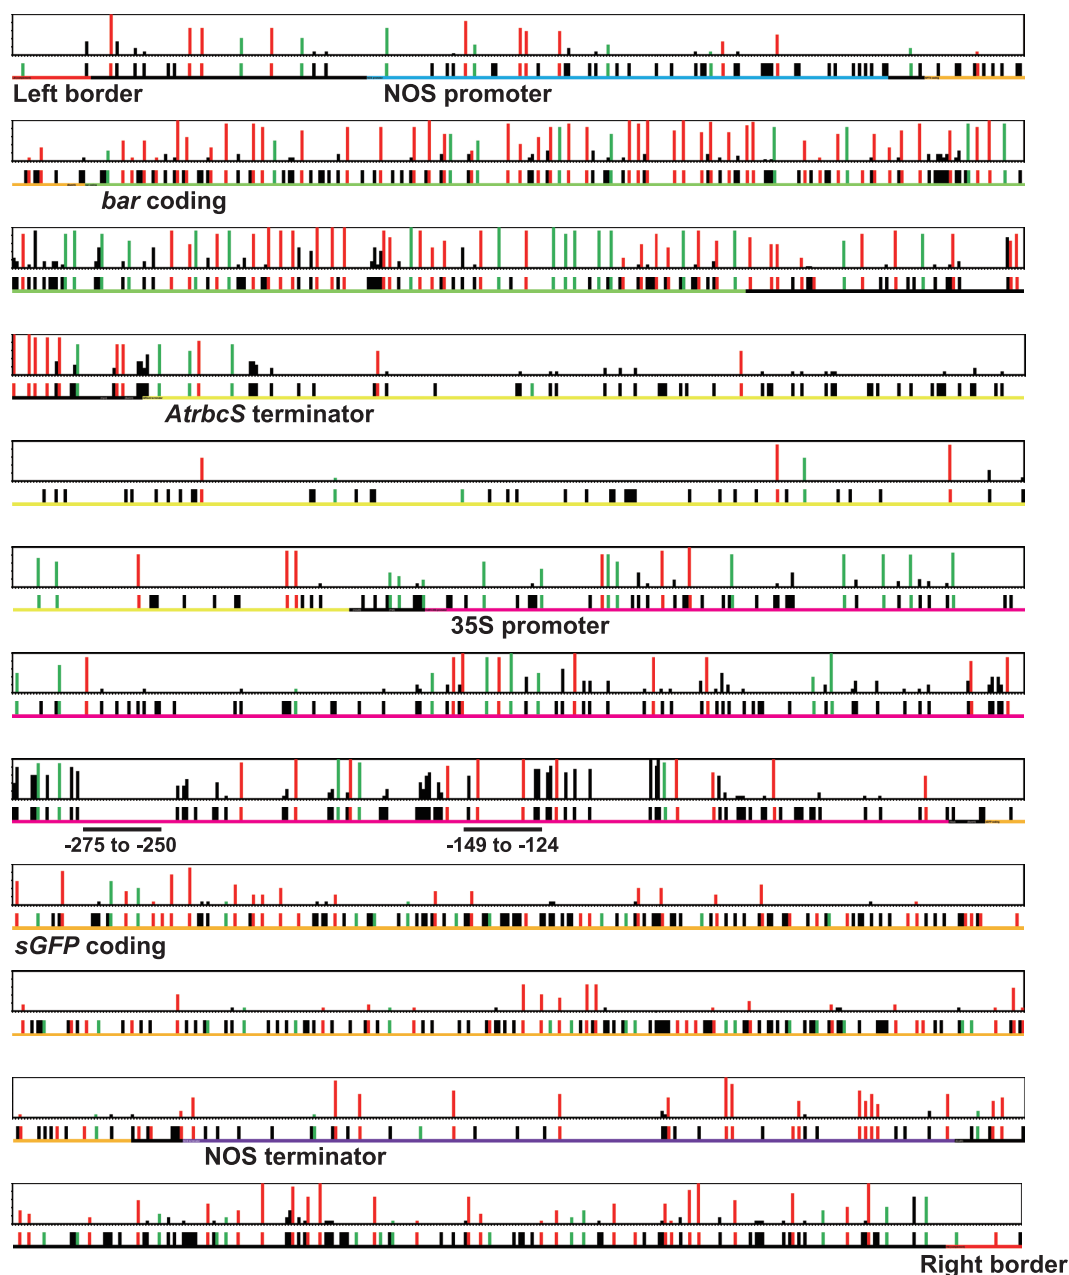 Left border
NOS promoter
bar coding
AtrbcS terminator
35S promoter
-275 to -250
-149 to -124
sGFP coding
NOS terminator
Right border